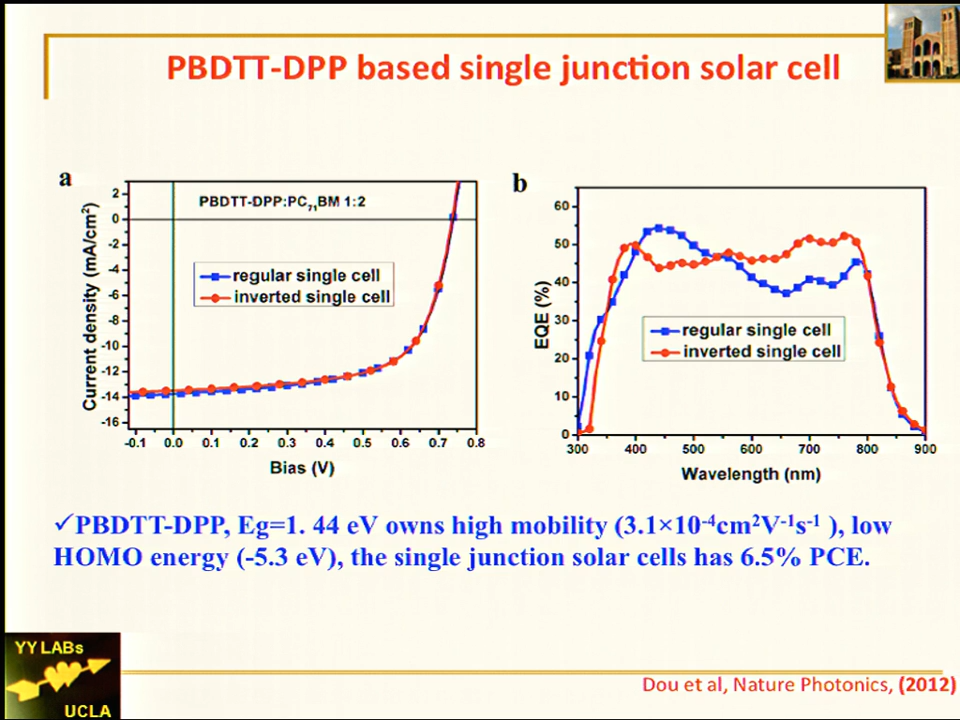 PBDTT-DPP based single junction solar cell
a
PBDTT-DPP:PC71BM 1:2
regular single cell
inverted single cell
Current density (mA/cm²)
2
0
-2
-4
-6
-8
-10
-12
-14
-16
-0.1 0.0 0.1 0.2 0.3 0.4 0.5 0.6 0.7 0.8
Bias (V)
b
EQE (%)
60
50
40
30
20
10
0
regular single cell
inverted single cell
300 400 500 600 700 800 900
Wavelength (nm)
✓PBDTT-DPP, Eg=1. 44 eV owns high mobility (3.1×10⁻⁴cm²V⁻¹s⁻¹ ), low
HOMO energy (-5.3 eV), the single junction solar cells has 6.5% PCE.
YY LABs
UCLA
Dou et al, Nature Photonics, (2012)